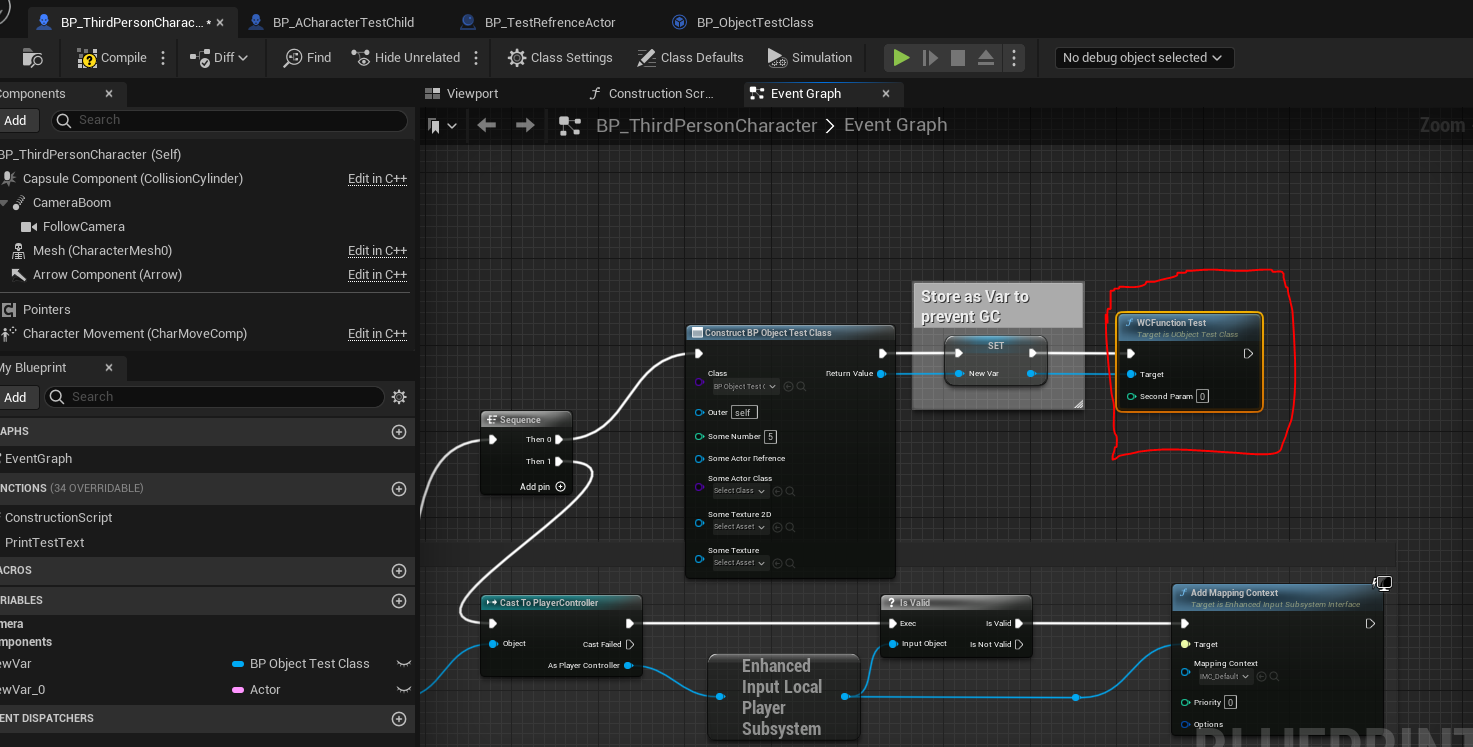 BP_ThirdPersonCharac... •
BP_ACharacterTestChild
BP_TestRefrenceActor
BP_ObjectTestClass
Compile
Diff
Find
Hide Unrelated
Class Settings
Class Defaults
Simulation
No debug object selected
Components
Viewport
Construction Scr...
Event Graph
Add
Search
BP_ThirdPersonCharacter > Event Graph
Zoom
BP_ThirdPersonCharacter (Self)
Capsule Component (CollisionCylinder)
Edit in C++
CameraBoom
FollowCamera
Mesh (CharacterMesh0)
Edit in C++
Arrow Component (Arrow)
Edit in C++
Pointers
Character Movement (CharMoveComp)
Edit in C++
My Blueprint
Add
Search
APHS
EventGraph
NCTIONS (34 OVERRIDABLE)
ConstructionScript
PrintTestText
ACROS
RIABLES
mera
mponents
ewVar
BP Object Test Class
ewVar_0
Actor
ENT DISPATCHERS
Sequence
Then 0
Then 1
Add pin
Construct BP Object Test Class
Class
BP Object Test C
Return Value
Outer
self
Some Number
5
Some Actor Refrence
Some Actor Class
Select Class
Some Texture 2D
Select Asset
Some Texture
Select Asset
Store as Var to
prevent GC
SET
New Var
WCFunction Test
Target is UObject Test Class
Target
Second Param
0
Cast To PlayerController
Object
Cast Failed
As Player Controller
Enhanced
Input Local
Player
Subsystem
? Is Valid
Exec
Is Valid
Input Object
Is Not Valid
Add Mapping Context
Target is Enhanced Input Subsystem Interface
Target
Mapping Context
IMC_Default
Priority
0
Options
BLUEPRINT